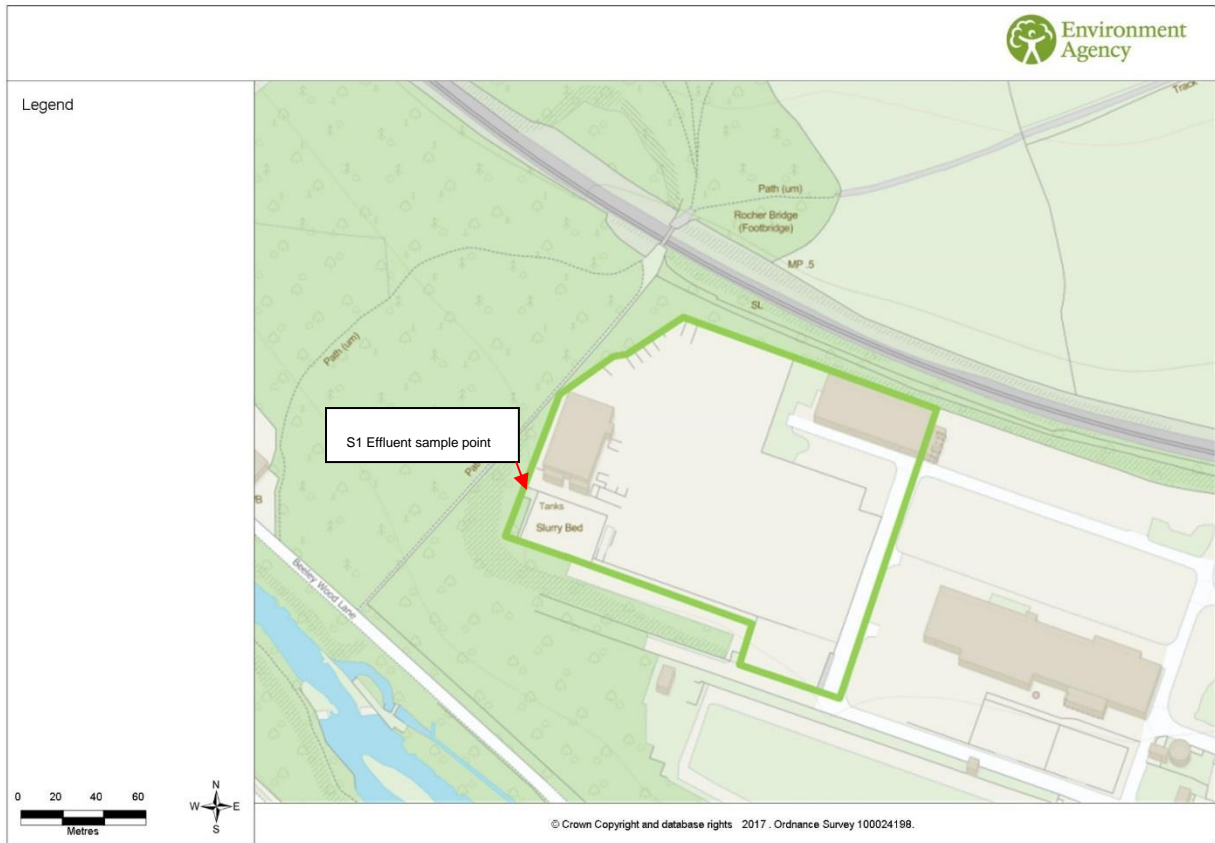 Environment
Agency
Legend
Track
Path (um)
Rocher Bridge
(Footbridge)
MP .5
SL
Path (um)
S1 Effluent sample point
Tanks
Slurry Bed
Beeley Wood Lane
0 20 40 60
Metres
N
W E
S
© Crown Copyright and database rights 2017 . Ordnance Survey 100024198.